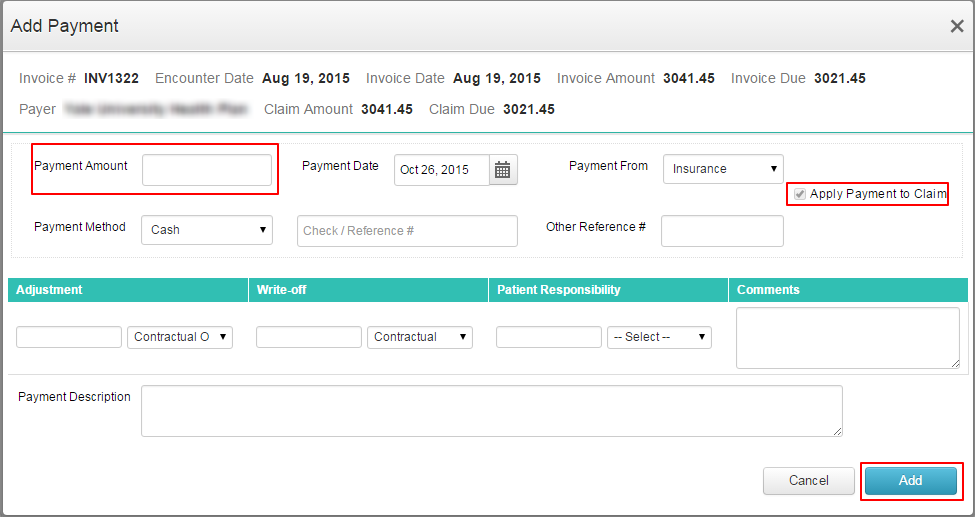 Add Payment
Invoice # INV1322 Encounter Date Aug 19, 2015 Invoice Date Aug 19, 2015 Invoice Amount 3041.45 Invoice Due 3021.45
Payer Claim Amount 3041.45 Claim Due 3021.45
Payment Amount Payment Date Oct 26, 2015 Payment From Insurance
Apply Payment to Claim
Payment Method Cash Check / Reference # Other Reference #
Adjustment Write-off Patient Responsibility Comments
Contractual O Contractual -- Select --
Payment Description
Cancel Add